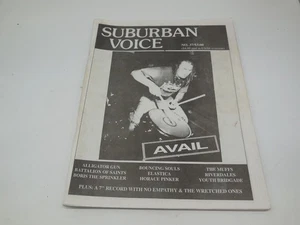 SUBURBAN
VOICE
AVAIL
ALLIGATOR GUN
BATTALION OF SAINTS
BORIS THE SPRINKLER
BOUNCING SOULS
ELASTICA
HORACE PINKER
THE MUFFS
RIVERDALES
YOUTH BRIGADE
PLUS: A 7" RECORD WITH NO EMPATHY & THE WRETCHED ONES